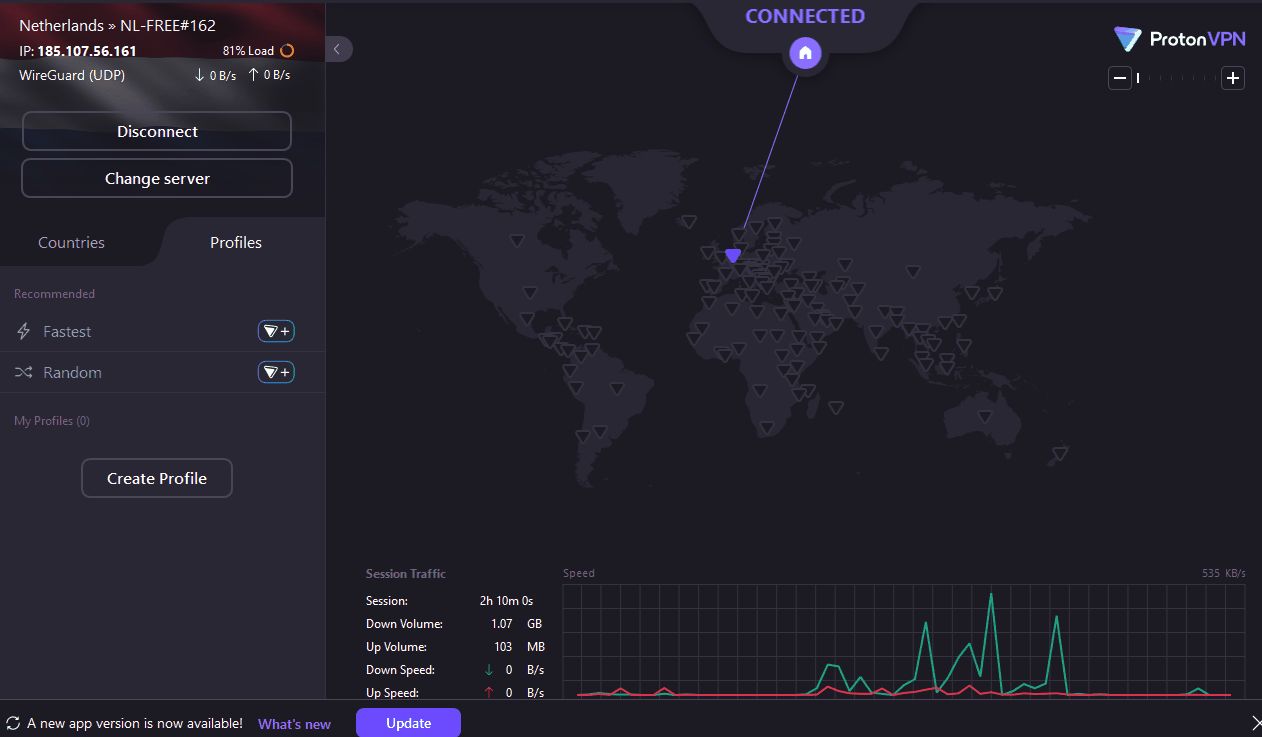 Netherlands » NL-FREE#162
IP: 185.107.56.161
81% Load
WireGuard (UDP)
↓ 0 B/s ↑ 0 B/s
Disconnect
Change server
Countries
Profiles
Recommended
Fastest
+
Random
+
My Profiles (0)
Create Profile
CONNECTED
ProtonVPN
Session Traffic
Session: 2h 10m 0s
Down Volume: 1.07 GB
Up Volume: 103 MB
Down Speed: ↓ 0 B/s
Up Speed: ↑ 0 B/s
Speed
535 KB/s
A new app version is now available! What's new
Update